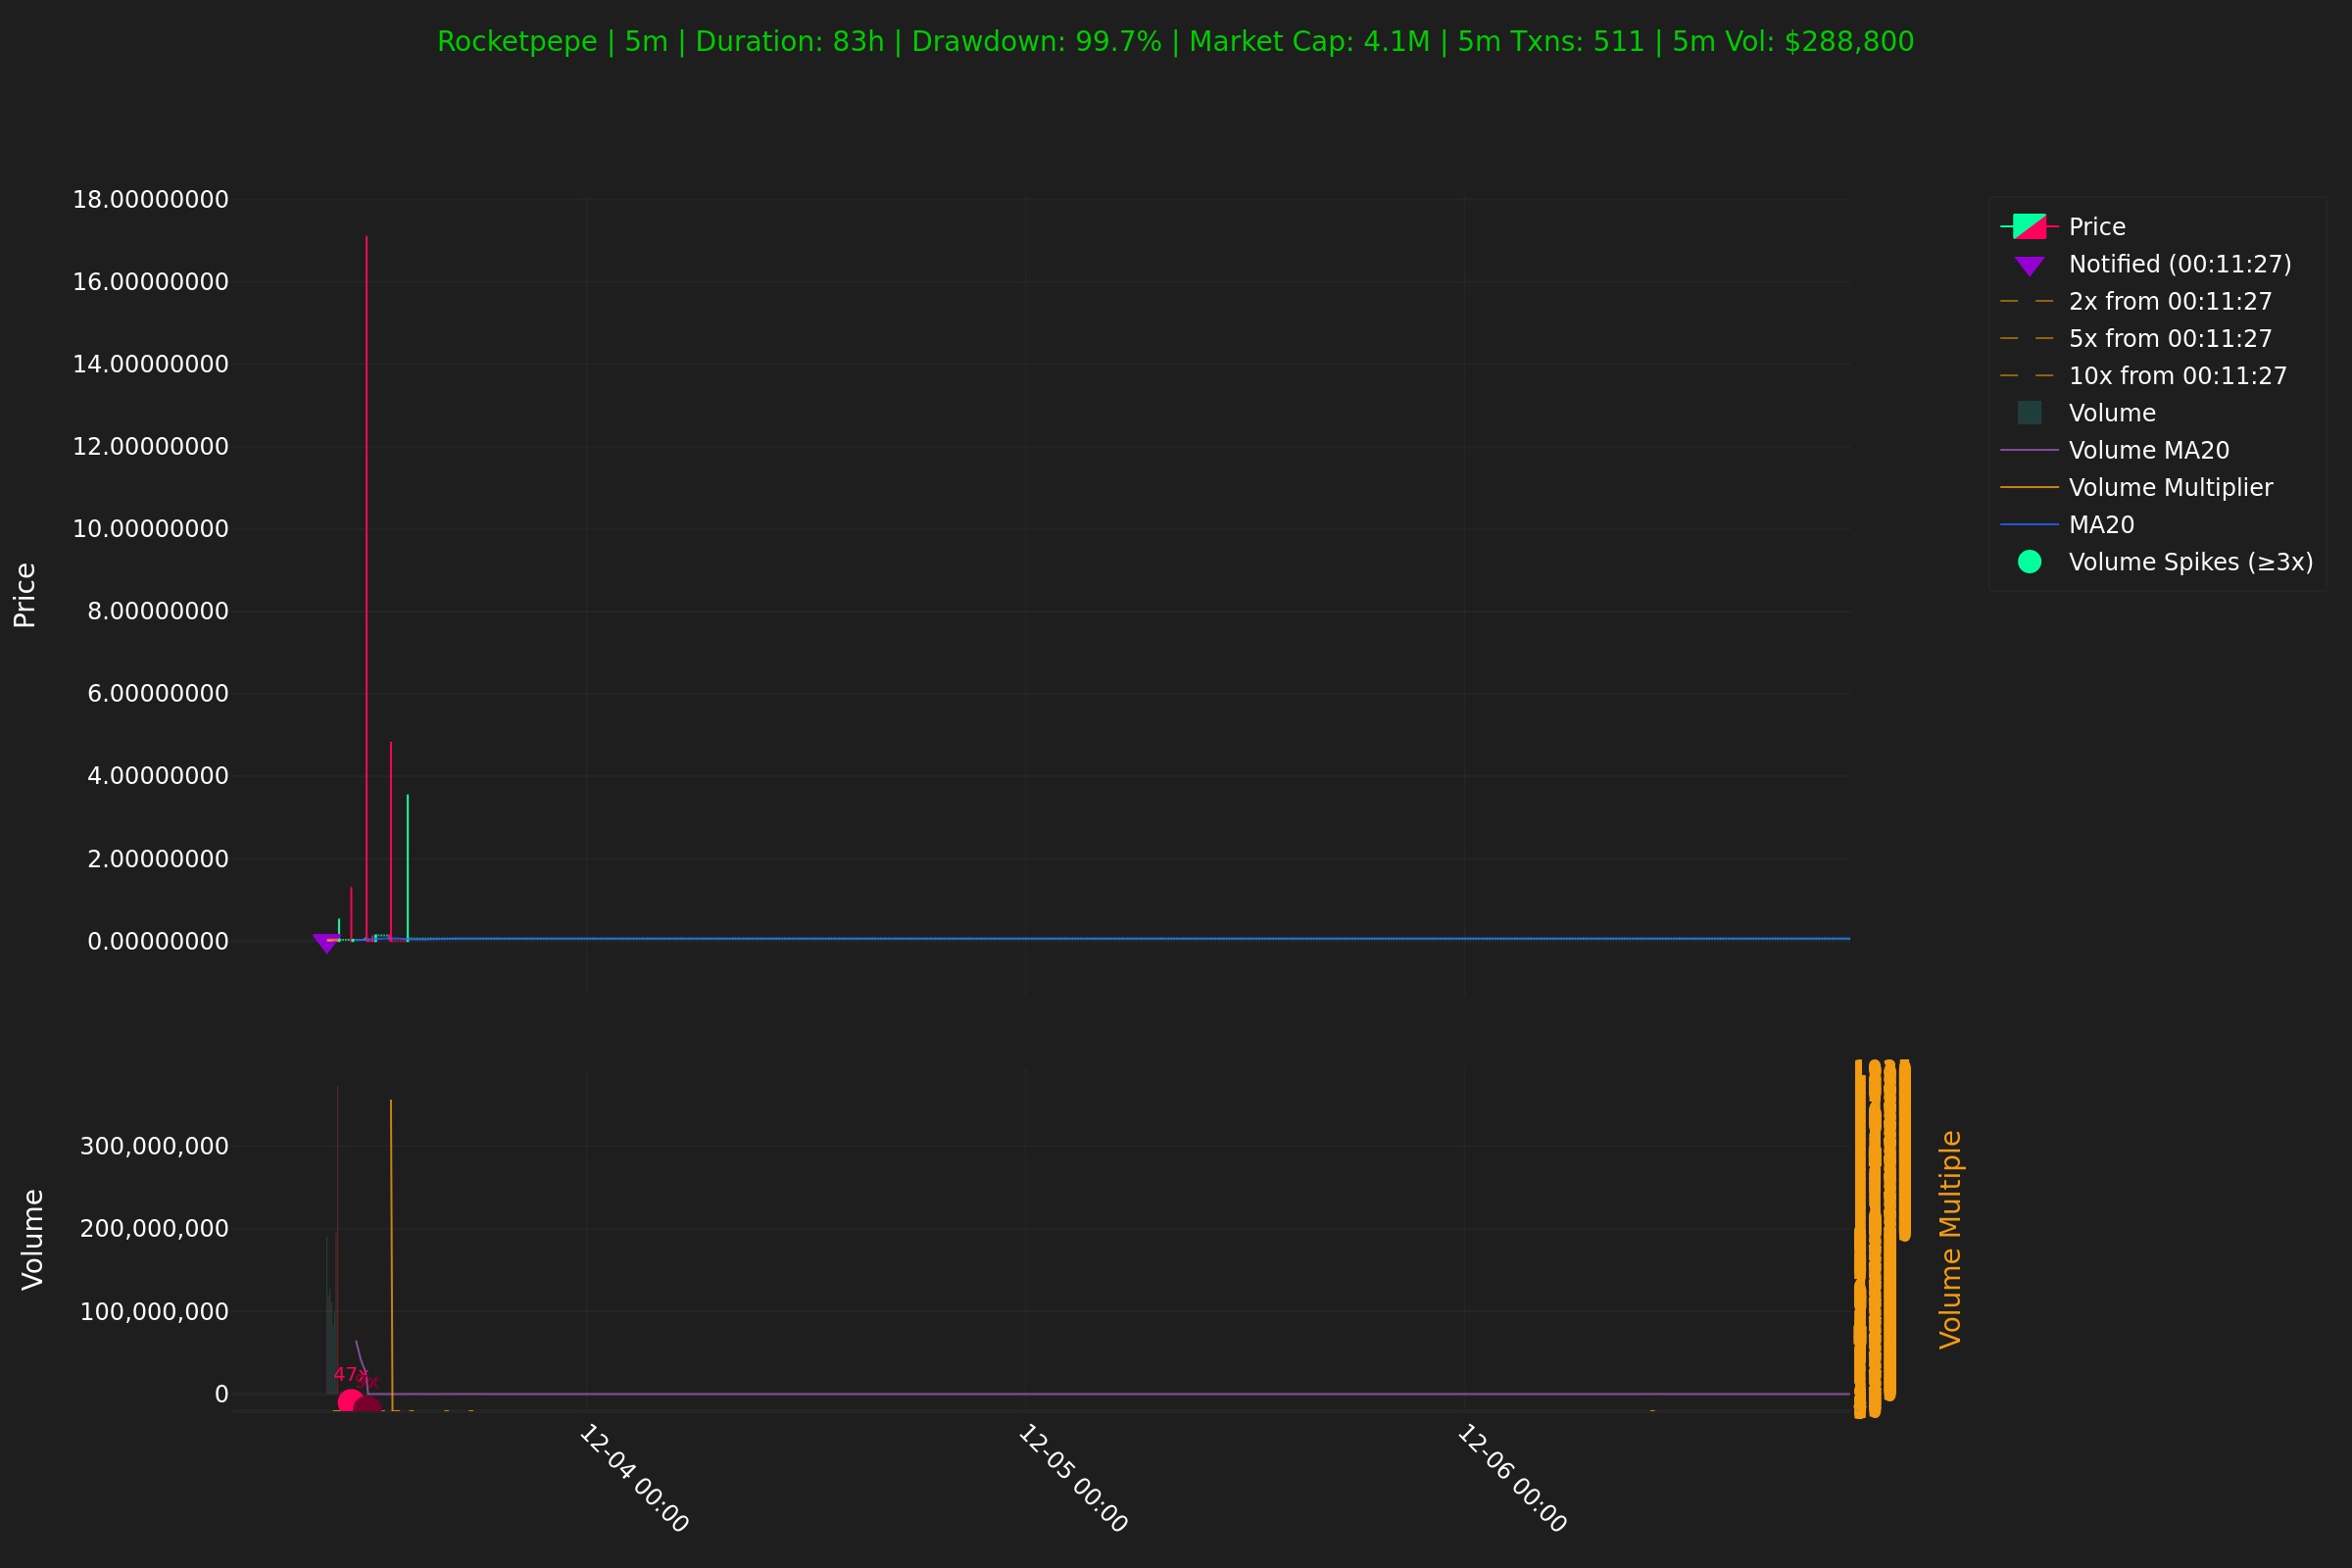 Rocketpepe | 5m | Duration: 83h | Drawdown: 99.7% | Market Cap: 4.1M | 5m Txns: 511 | 5m Vol: $288,800
Price
18.00000000
16.00000000
14.00000000
12.00000000
10.00000000
8.00000000
6.00000000
4.00000000
2.00000000
0.00000000
Price
Notified (00:11:27)
2x from 00:11:27
5x from 00:11:27
10x from 00:11:27
Volume
Volume MA20
Volume Multiplier
MA20
Volume Spikes (≥3x)
Volume
300,000,000
200,000,000
100,000,000
0
47x
Volume Multiple
12-04 00:00
12-05 00:00
12-06 00:00